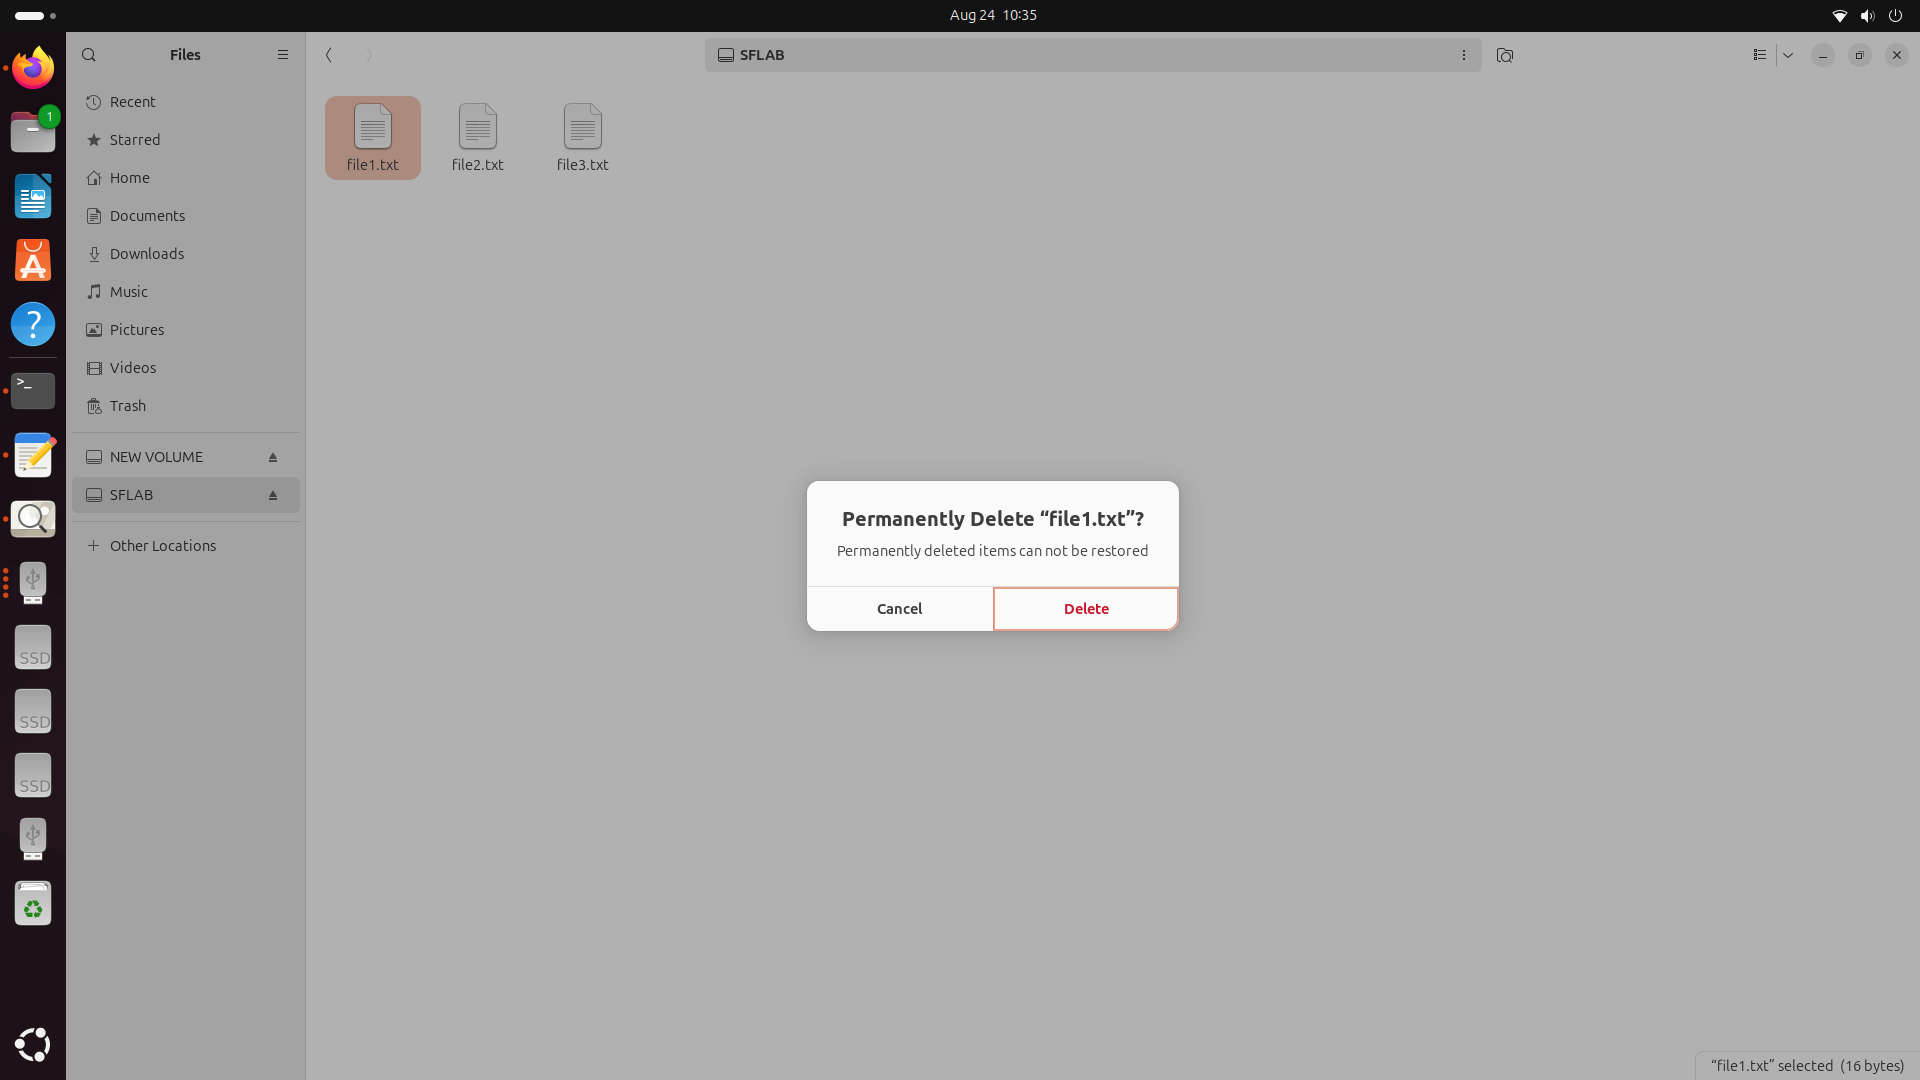 Aug 24 10:35
Files
SFLAB
Recent
Starred
Home
Documents
Downloads
Music
Pictures
Videos
Trash
NEW VOLUME
SFLAB
Other Locations
file1.txt
file2.txt
file3.txt
Permanently Delete “file1.txt”?
Permanently deleted items can not be restored
Cancel
Delete
1
?
>_
SSD
SSD
SSD
“file1.txt” selected (16 bytes)